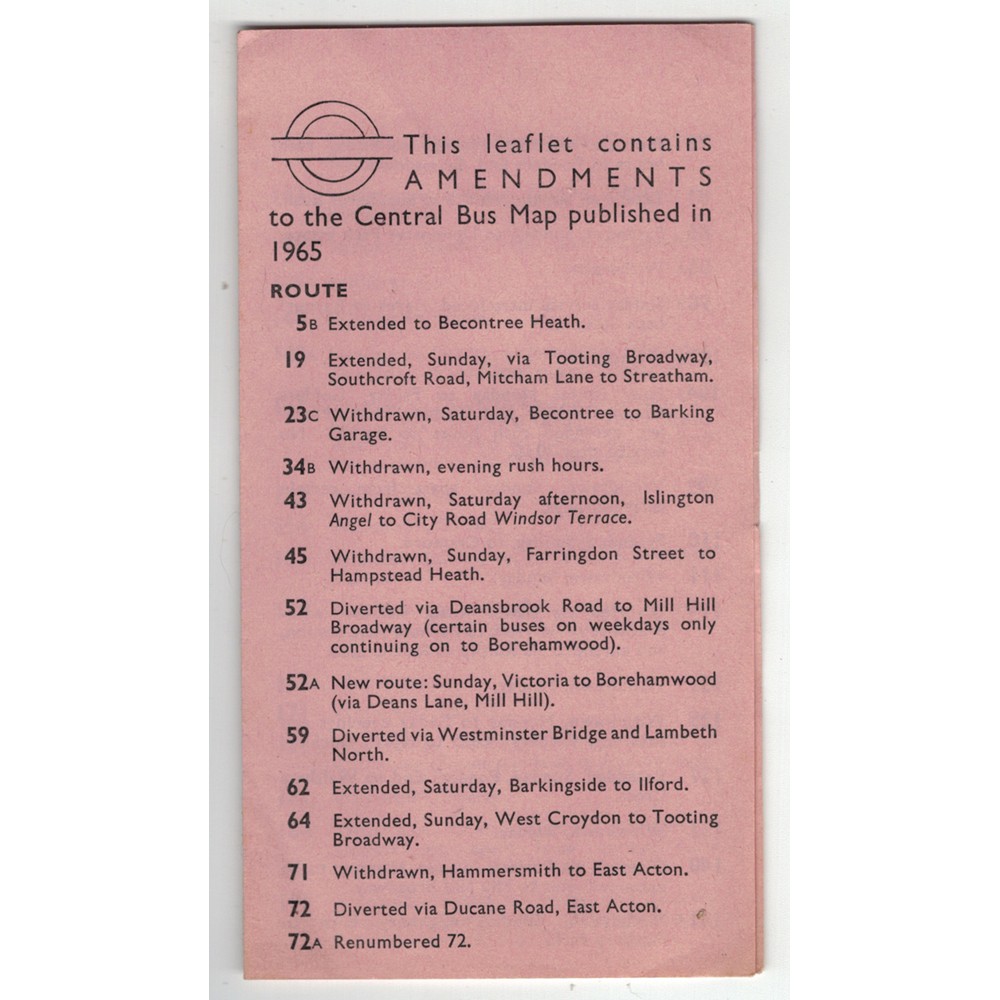 This leaflet contains
AMENDMENTS
to the Central Bus Map published in
1965
ROUTE
5B Extended to Becontree Heath.
19 Extended, Sunday, via Tooting Broadway,
Southcroft Road, Mitcham Lane to Streatham.
23C Withdrawn, Saturday, Becontree to Barking
Garage.
34B Withdrawn, evening rush hours.
43 Withdrawn, Saturday afternoon, Islington
Angel to City Road Windsor Terrace.
45 Withdrawn, Sunday, Farringdon Street to
Hampstead Heath.
52 Diverted via Deansbrook Road to Mill Hill
Broadway (certain buses on weekdays only
continuing on to Borehamwood).
52A New route: Sunday, Victoria to Borehamwood
(via Deans Lane, Mill Hill).
59 Diverted via Westminster Bridge and Lambeth
North.
62 Extended, Saturday, Barkingside to Ilford.
64 Extended, Sunday, West Croydon to Tooting
Broadway.
71 Withdrawn, Hammersmith to East Acton.
72 Diverted via Ducane Road, East Acton.
72A Renumbered 72.